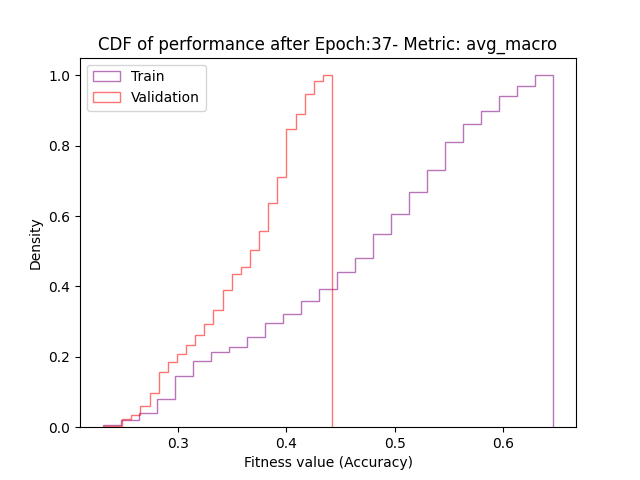 CDF of performance after Epoch:37- Metric: avg_macro
Train
Validation
1.0
0.8
0.6
0.4
0.2
0.0
Density
0.3
0.4
0.5
0.6
Fitness value (Accuracy)